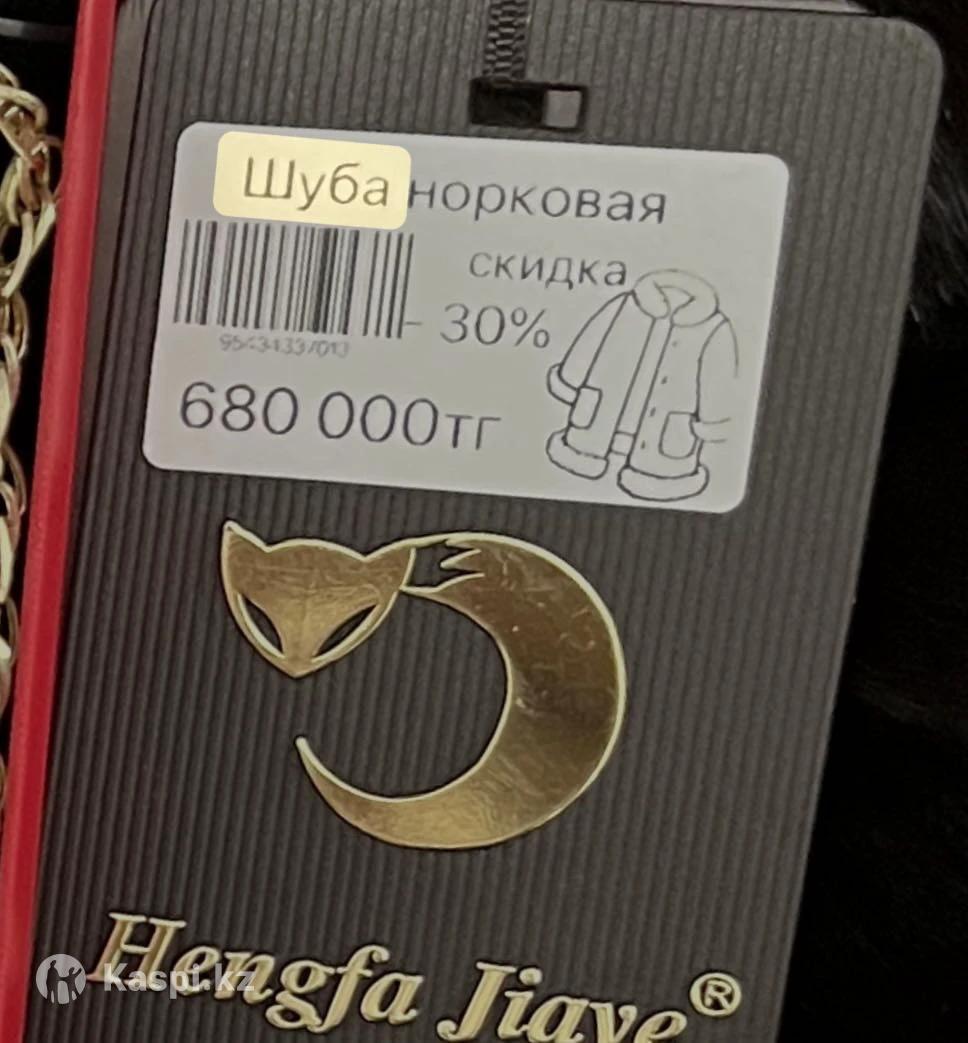 Шуба норковая
скидка
- 30%
680 000тг
Hengfa Jiaye®
Kaspi.kz